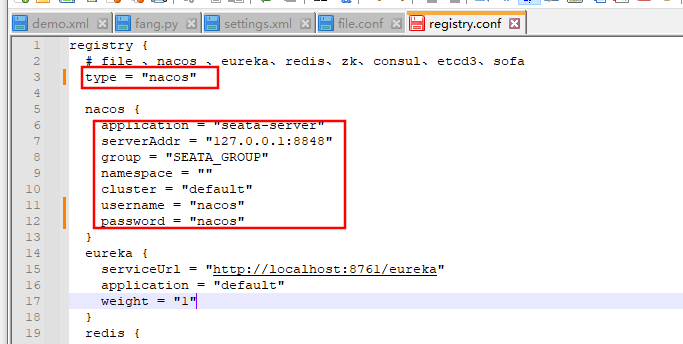 demo.xml fang.py settings.xml file.conf registry.conf
1 registry {
2 # file 、nacos 、eureka、redis、zk、consul、etcd3、sofa
3 type = "nacos"
4
5 nacos {
6 application = "seata-server"
7 serverAddr = "127.0.0.1:8848"
8 group = "SEATA_GROUP"
9 namespace = ""
10 cluster = "default"
11 username = "nacos"
12 password = "nacos"
13 }
14 eureka {
15 serviceUrl = "http://localhost:8761/eureka"
16 application = "default"
17 weight = "1"
18 }
19 redis {